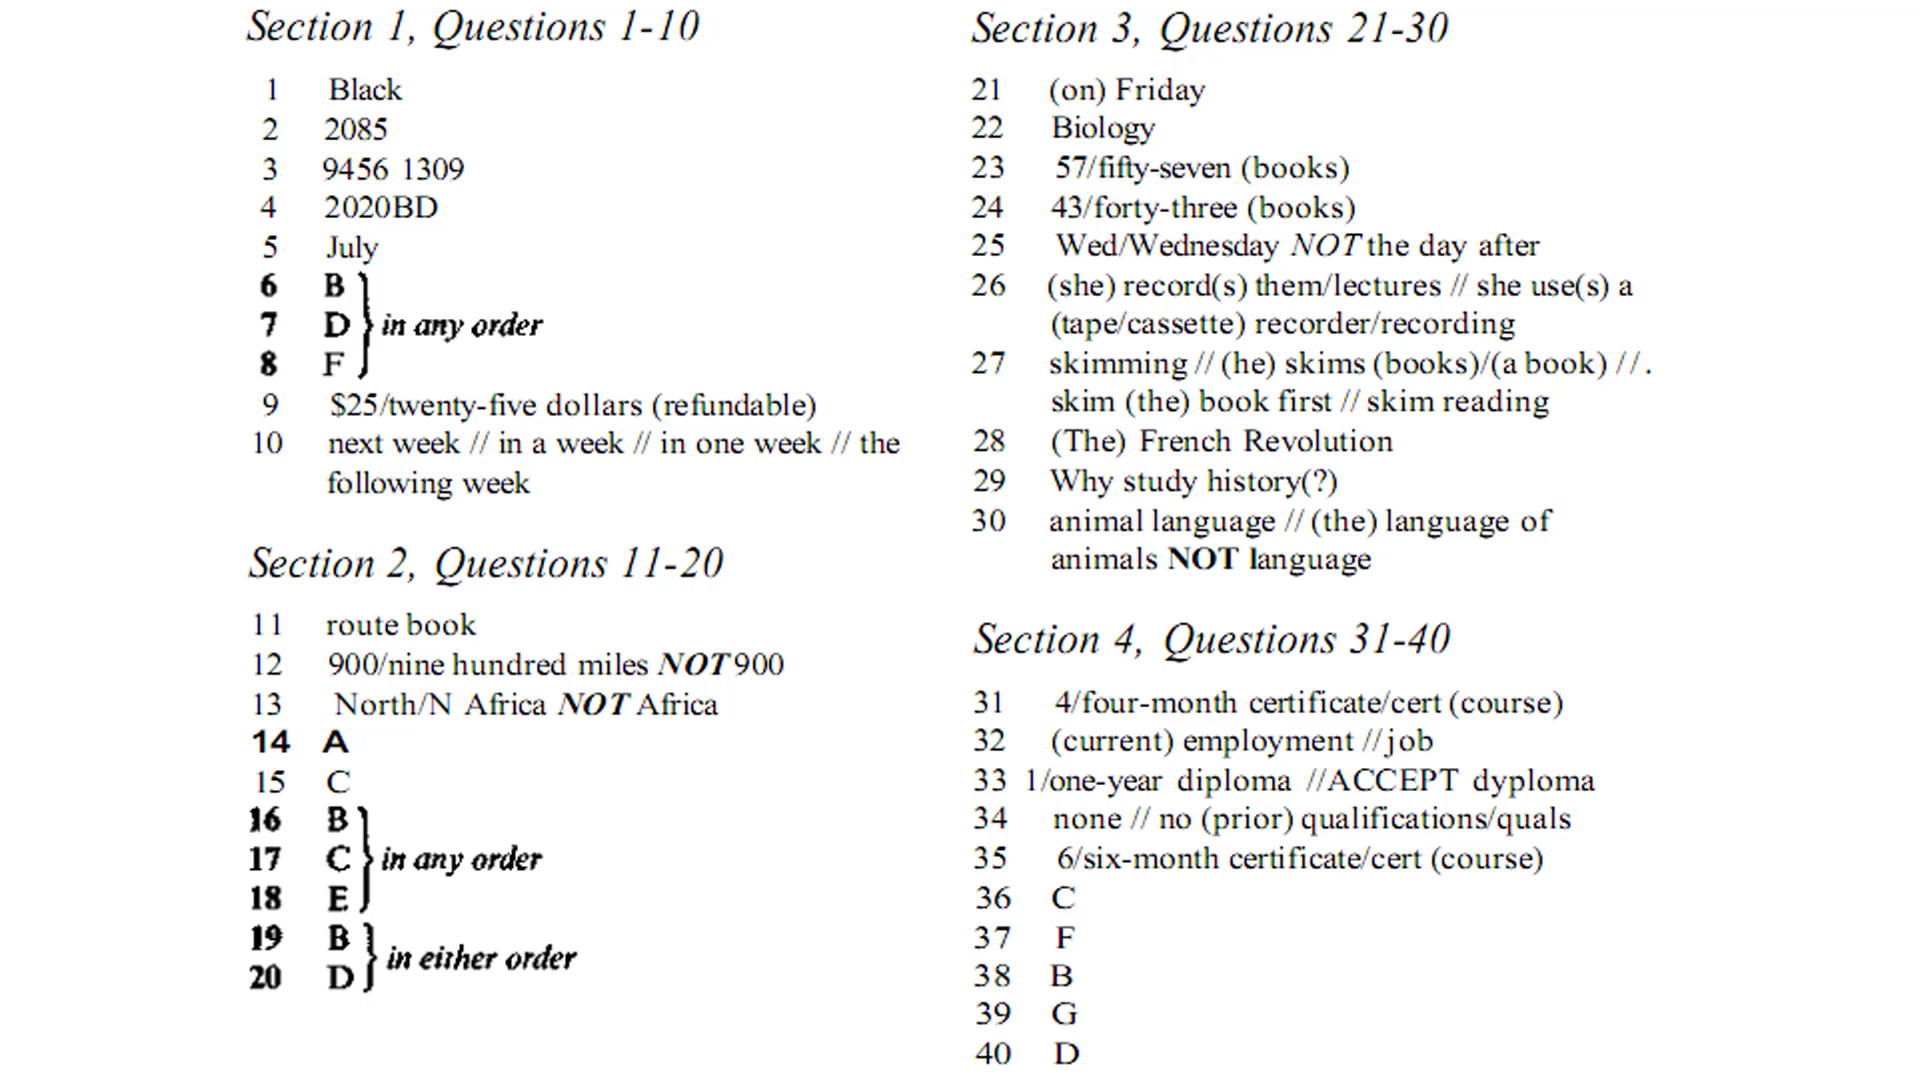 Section 1, Questions 1-10
1 Black
2 2085
3 9456 1309
4 2020BD
5 July
6 B
7 D } in any order
8 F
9 $25/twenty-five dollars (refundable)
10 next week // in a week // in one week // the
following week
Section 2, Questions 11-20
11 route book
12 900/nine hundred miles NOT 900
13 North/N Africa NOT Africa
14 A
15 C
16 B
17 C } in any order
18 E
19 B
} in either order
20 D
Section 3, Questions 21-30
21 (on) Friday
22 Biology
23 57/fifty-seven (books)
24 43/forty-three (books)
25 Wed/Wednesday NOT the day after
26 (she) record(s) them/lectures // she use(s) a
(tape/cassette) recorder/recording
27 skimming // (he) skims (books)/(a book) //.
skim (the) book first // skim reading
28 (The) French Revolution
29 Why study history(?)
30 animal language // (the) language of
animals NOT language
Section 4, Questions 31-40
31 4/four-month certificate/cert (course)
32 (current) employment // job
33 1/one-year diploma //ACCEPT dyploma
34 none // no (prior) qualifications/quals
35 6/six-month certificate/cert (course)
36 C
37 F
38 B
39 G
40 D